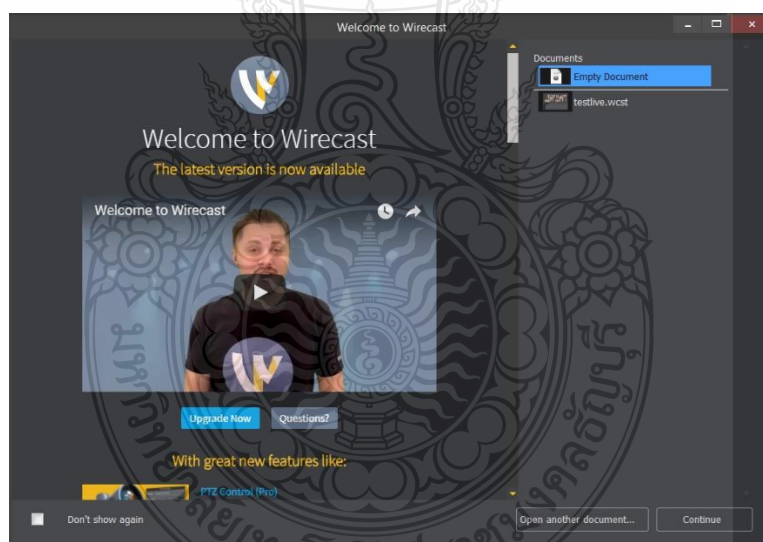 Welcome to Wirecast
Documents
Empty Document
testlive.wcst
Welcome to Wirecast
The latest version is now available
Welcome to Wirecast
Upgrade Now
Questions?
With great new features like:
PTZ Control (Pro)
Don't show again
Open another document...
Continue